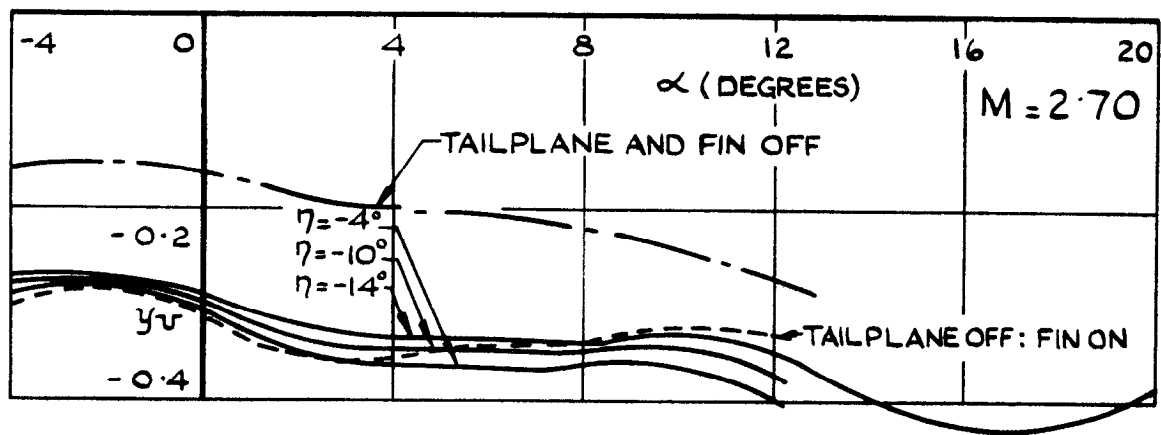 -4 0 4 8 12 16 20
α (DEGREES)
M = 2·70
TAILPLANE AND FIN OFF
η=-4°
-0·2
η=-10°
η=-14°
yv
TAILPLANE OFF: FIN ON
-0·4